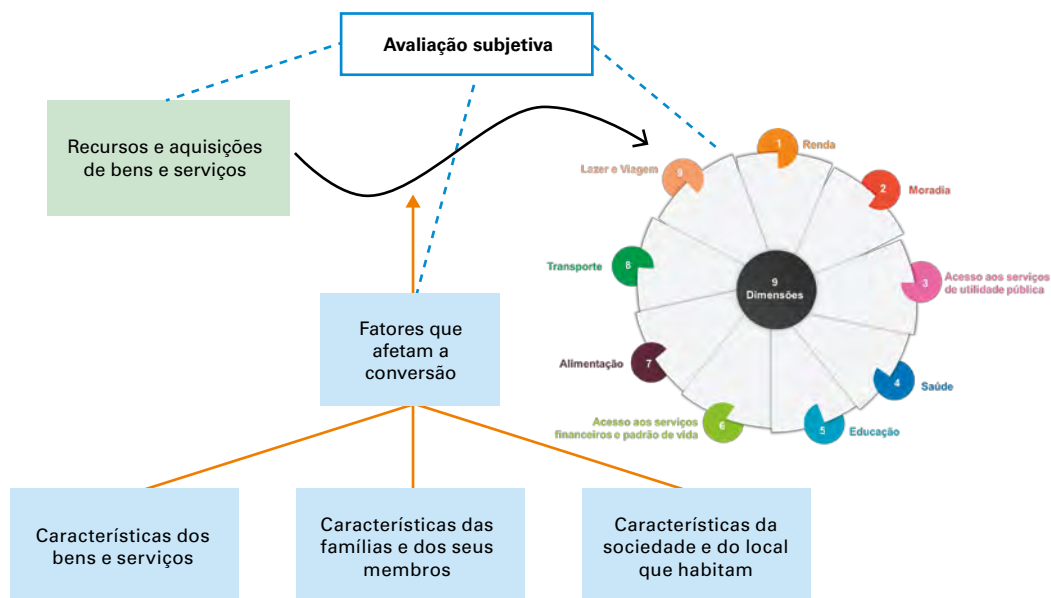 Avaliação subjetiva
Recursos e aquisições
de bens e serviços
1
Renda
2
Moradia
3
Acesso aos serviços
de utilidade pública
4
Saúde
5
Educação
6
Acesso aos serviços
financeiros e padrão de vida
7
Alimentação
8
Transporte
9
Lazer e Viagem
9
Dimensões
Fatores que
afetam a
conversão
Características dos
bens e serviços
Características das
famílias e dos seus
membros
Características da
sociedade e do local
que habitam